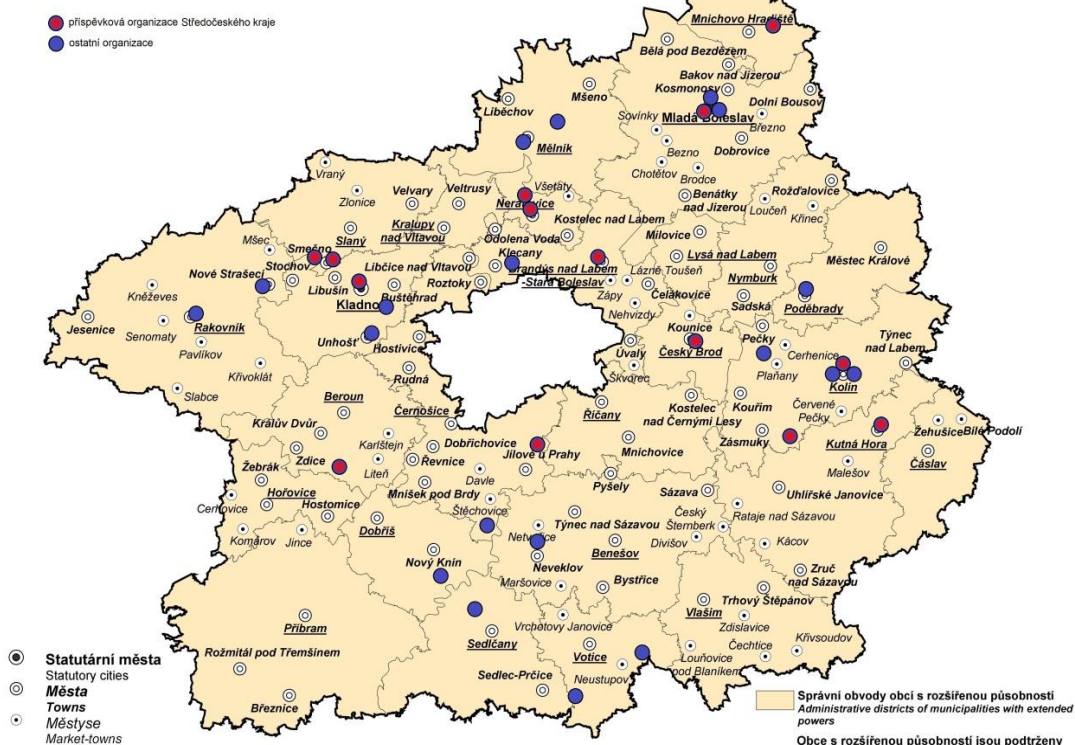 příspěvková organizace Středočeského kraje
ostatní organizace
Mnichovo Hradiště
Bělá pod Bezdězem
Bakov nad Jizerou
Kosmonosy
Mšeno
Liběchov
Dolní Bousov
Sovínky
Mladá Boleslav
Březno
Mělník
Bezno
Dobrovice
Chotětov
Brodce
Vraný
Všetaty
Rožďalovice
Velvary
Veltrusy
Benátky
nad Jizerou
Zlonice
Neratovice
Loučeň
Křinec
Kostelec nad Labem
Kralupy
nad Vltavou
Slaný
Milovice
Odolena Voda
Mšec
Smečno
Klecany
Lysá nad Labem
Městec Králové
Nové Strašecí
Stochov
Libčice nad Vltavou
Brandýs nad Labem
-Stará Boleslav
Lázně Toušeň
Nymburk
Kněževes
Libušin
Roztoky
Čelákovice
Kladno
Buštěhrad
Zápy
Sadská
Poděbrady
Nehvizdy
Jesenice
Rakovník
Senomaty
Kounice
Pečky
Týnec
nad Labem
Pavlíkov
Unhošť
Hostivice
Úvaly
Český Brod
Cerhenice
Křivoklát
Škvorec
Plaňany
Kolín
Rudná
Slabce
Beroun
Černošice
Říčany
Kostelec
nad Černými Lesy
Kouřim
Červené
Pečky
Králův Dvůr
Karlštejn
Dobřichovice
Zásmuky
Kutná Hora
Žehušice
Bílé Podolí
Jílové u Prahy
Mnichovice
Žebrák
Zdice
Liteň
Řevnice
Davle
Čáslav
Malešov
Hořovice
Mníšek pod Brdy
Pyšely
Cerhovice
Štěchovice
Sázava
Uhlířské Janovice
Hostomice
Český
Šternberk
Rataje nad Sázavou
Týnec nad Sázavou
Komárov
Jince
Dobříš
Netvořice
Divišov
Kácov
Benešov
Nový Knín
Neveklov
Zruč
nad Sázavou
Maršovice
Bystřice
Trhový Štěpánov
Vlašim
Příbram
Vrchotovy Janovice
Zdislavice
Sedlčany
Křivsoudov
Rožmitál pod Třemšínem
Votice
Louňovice
pod Blaníkem
Čechtice
Neustupov
Sedlec-Prčice
Březnice
Statutární města
Statutory cities
Města
Towns
Městyse
Market-towns
Správní obvody obcí s rozšířenou působností
Administrative districts of municipalities with extended
powers
Obce s rozšířenou působností jsou podtrženy